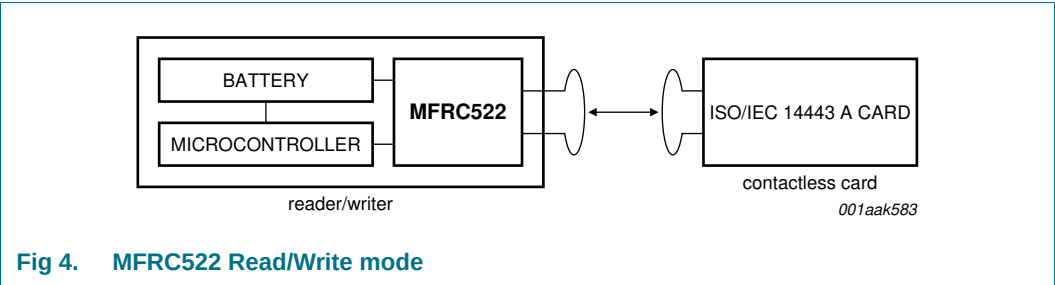 BATTERY
MICROCONTROLLER
MFRC522
ISO/IEC 14443 A CARD
reader/writer
contactless card
001aak583
Fig 4. MFRC522 Read/Write mode